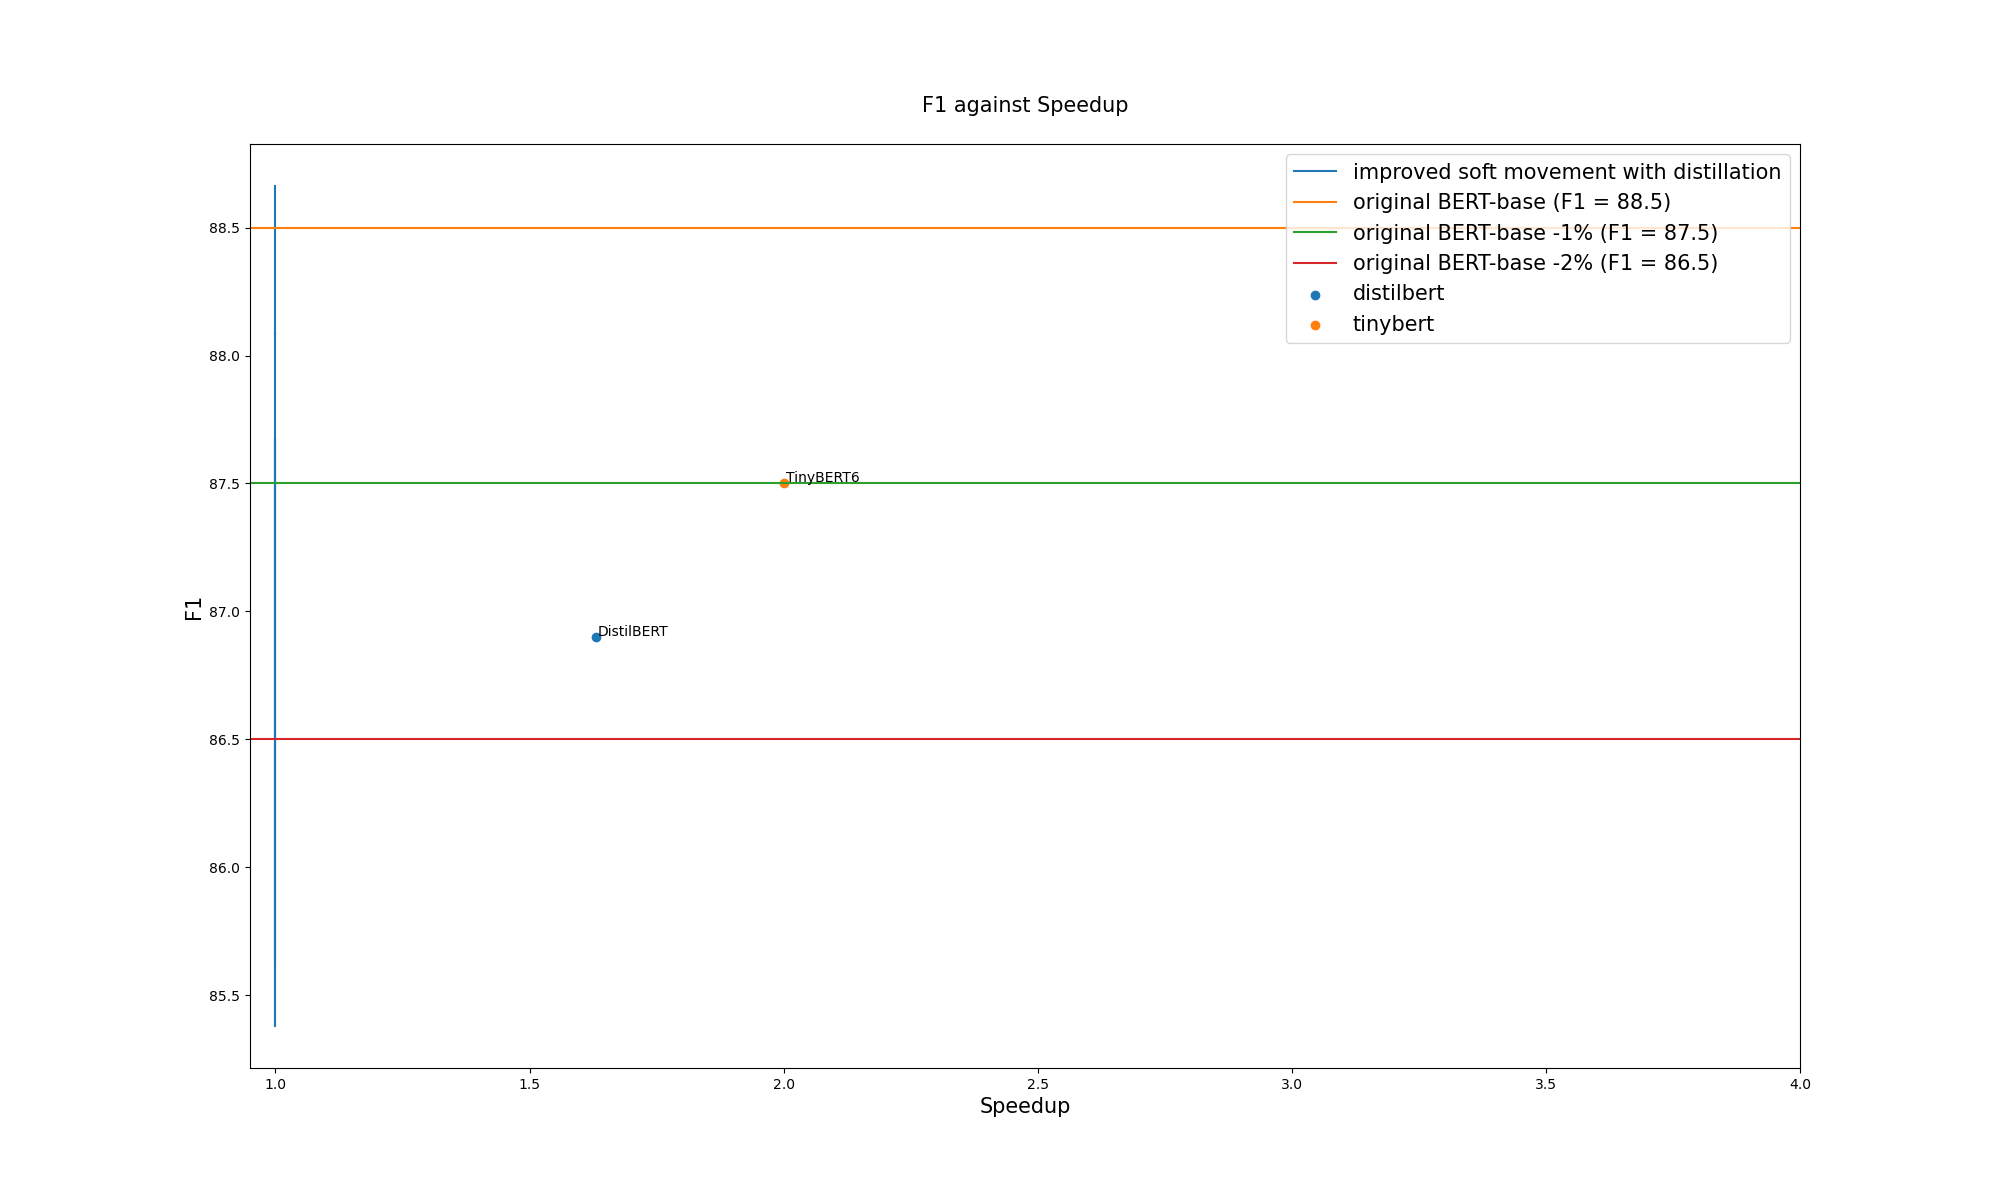 F1 against Speedup
improved soft movement with distillation
original BERT-base (F1 = 88.5)
original BERT-base -1% (F1 = 87.5)
original BERT-base -2% (F1 = 86.5)
distilbert
tinybert
88.5
88.0
87.5
87.0
86.5
86.0
85.5
F1
TinyBERT6
DistilBERT
1.0 1.5 2.0 2.5 3.0 3.5 4.0
Speedup